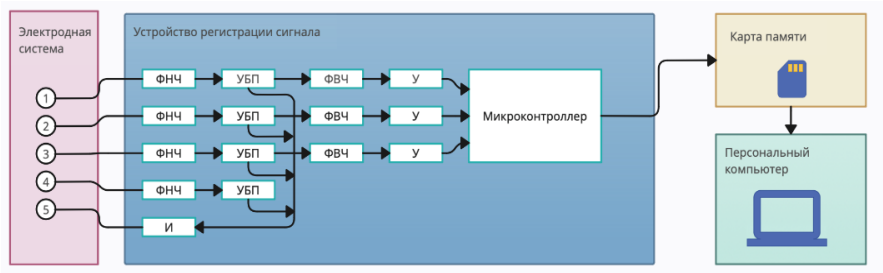 Электродная
система
Устройство регистрации сигнала
Карта памяти
1
ФНЧ
УБП
ФВЧ
У
2
ФНЧ
УБП
ФВЧ
У
Микроконтроллер
3
ФНЧ
УБП
ФВЧ
У
4
ФНЧ
УБП
5
И
Персональный
компьютер